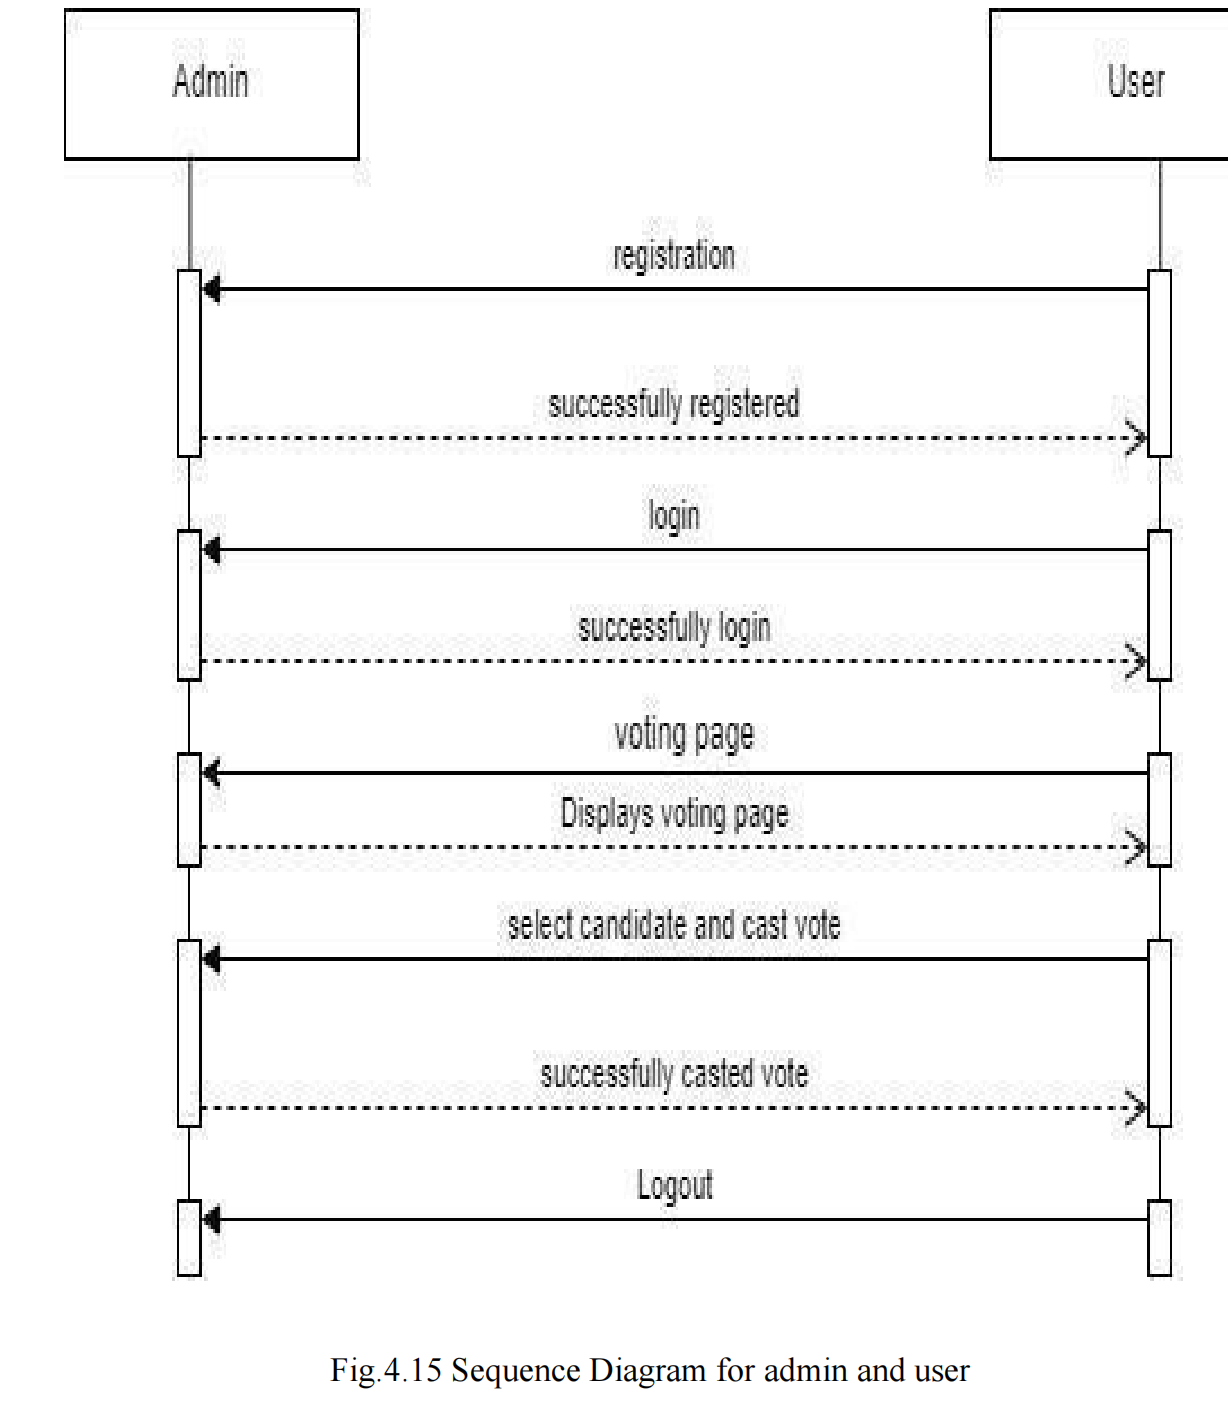 Admin
User
registration
successfully registered
login
successfully login
voting page
Displays voting page
select candidate and cast vote
successfully casted vote
Logout
Fig.4.15 Sequence Diagram for admin and user